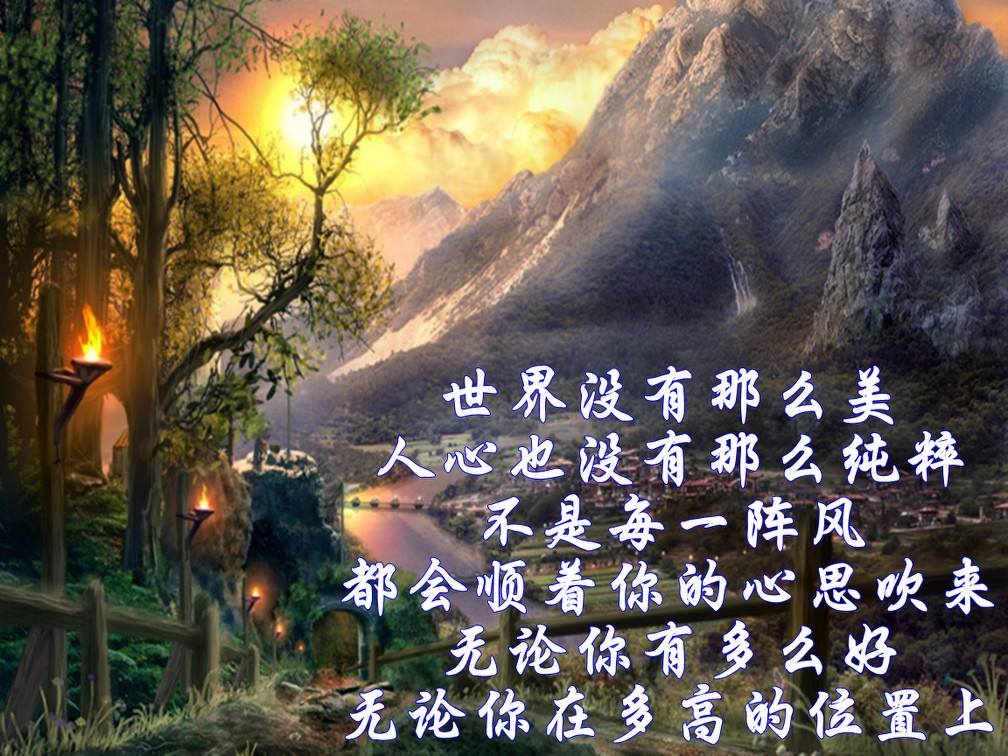 世界没有那么美
人心也没有那么纯粹
不是每一阵风
都会顺着你的心思吹来
无论你有多么好
无论你在多高的位置上